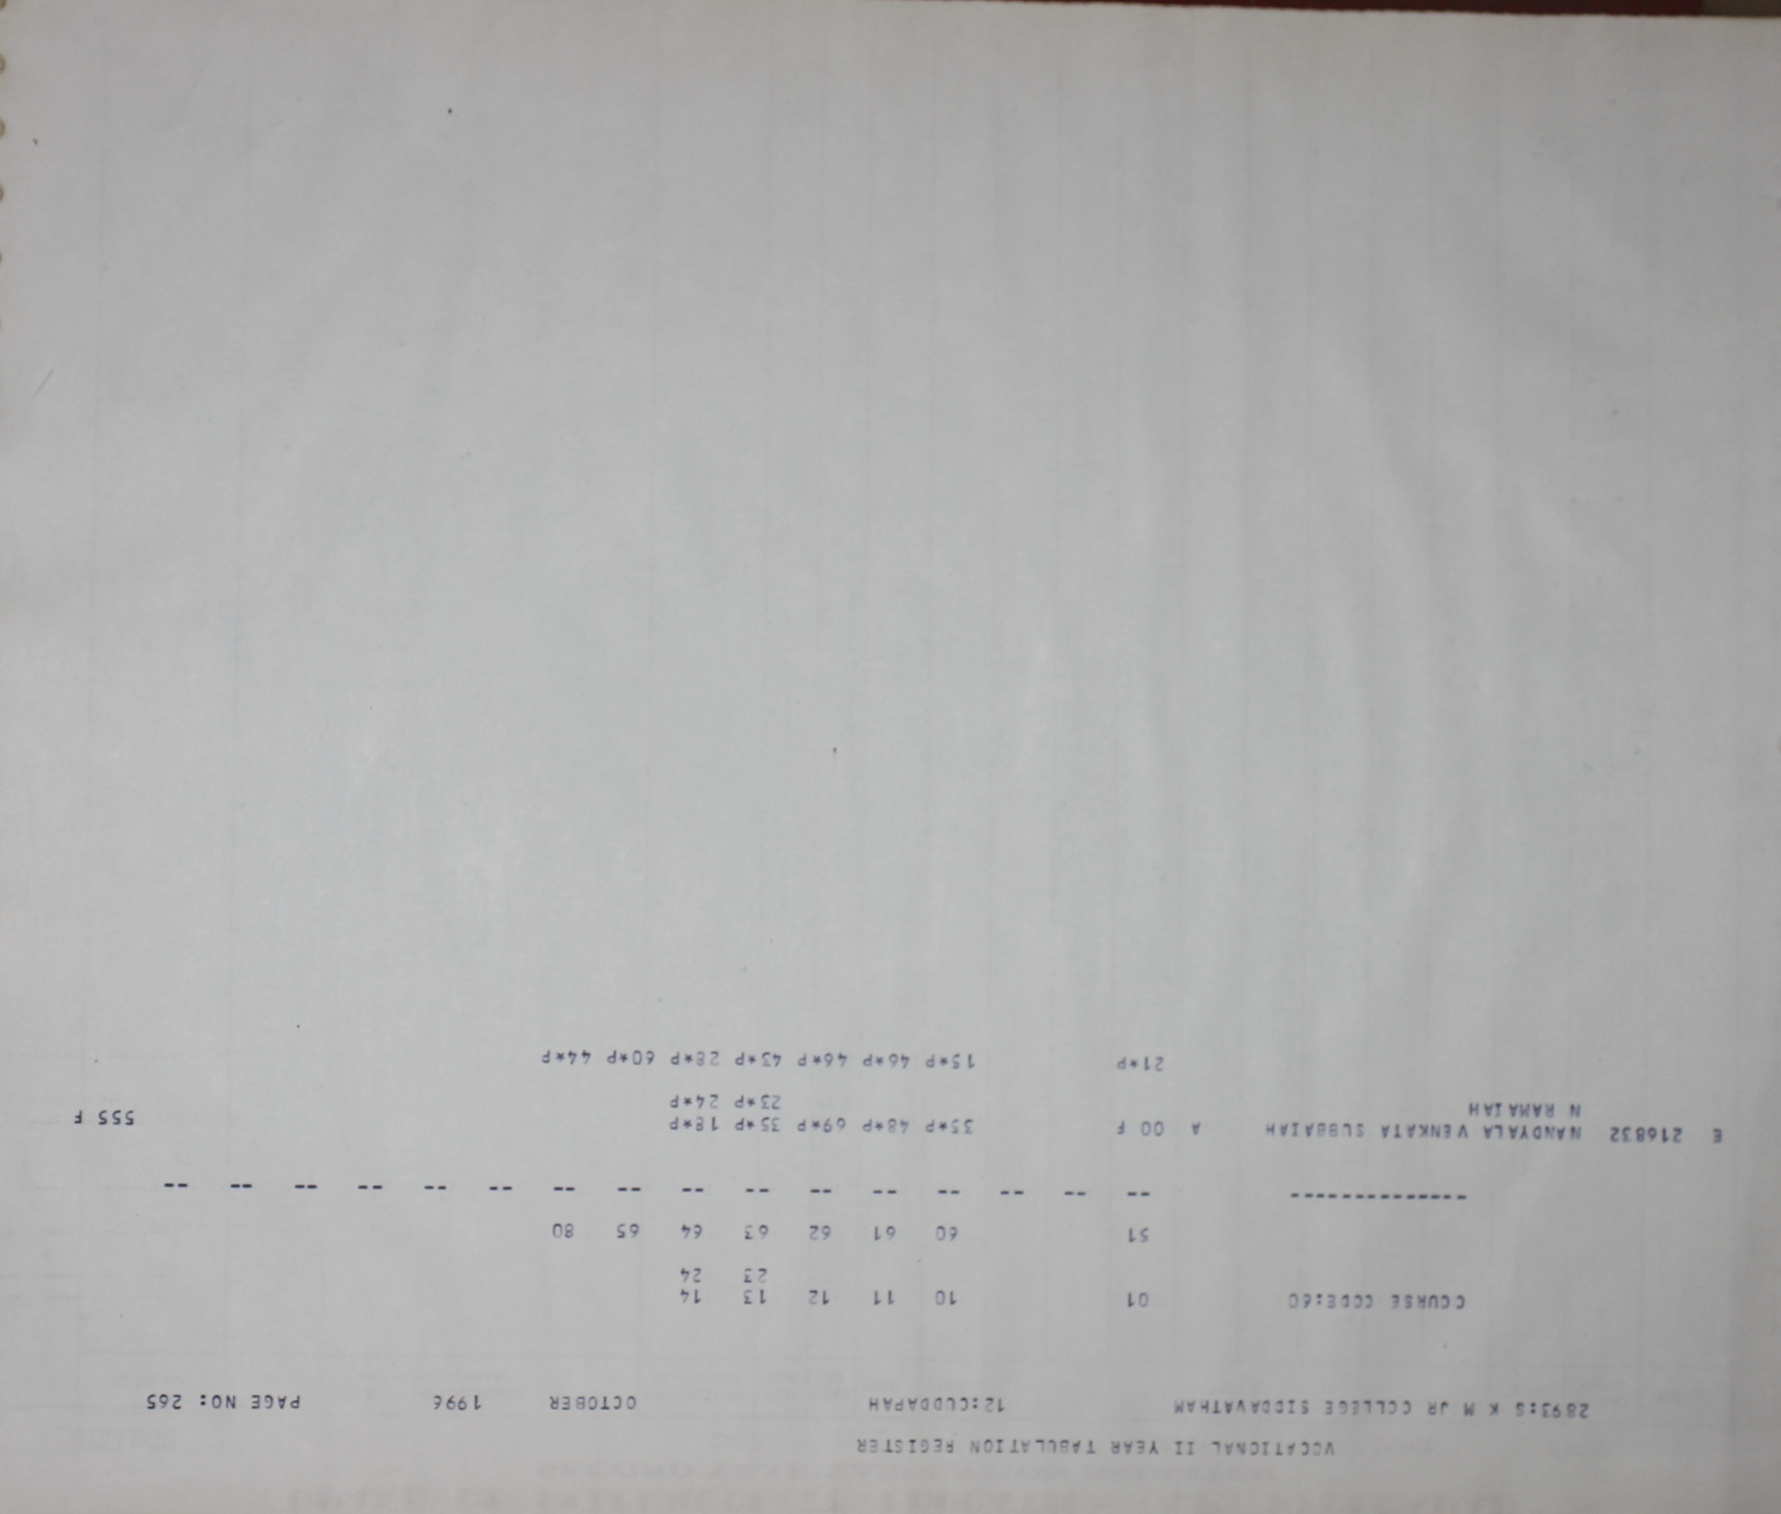 VOCATIONAL II YEAR TABULATION REGISTER
2893:S K M JR COLLEGE SIDDAVATHAM 12:CUDDAPAH OCTOBER 1996 PAGE NO: 265
COURSE CODE:60 01 10 11 12 13 14
23 24
51 60 61 62 63 64 65 80
-------------- -- -- -- -- -- -- -- -- -- -- -- -- -- -- -- --
E 216832 NANDYALA VENKATA SUBBAIAH A 00 F 35*P 48*P 69*P 35*P 18*P 555 F
N RAMAIAH 23*P 24*P
21*P 15*P 46*P 46*P 43*P 28*P 60*P 44*P